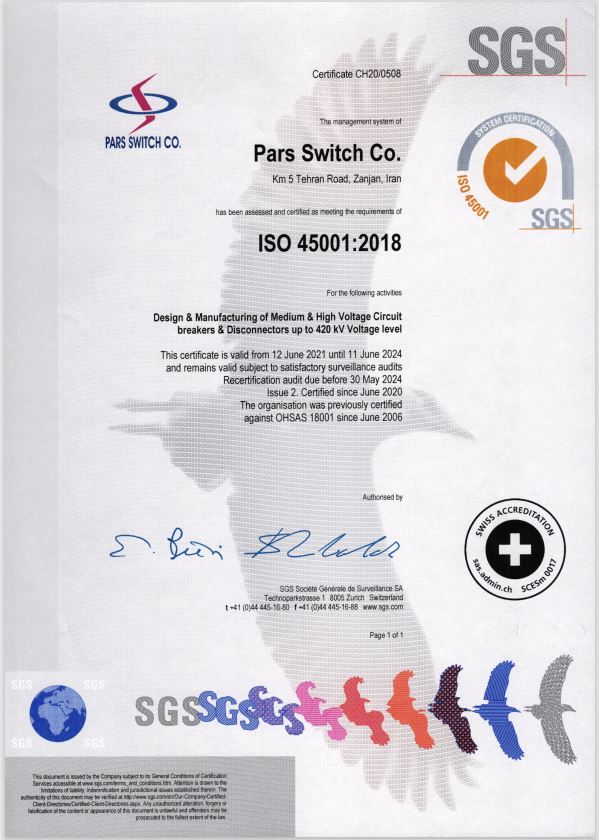 SGS
Certificate CH20/0508
PARS SWITCH CO.
The management system of
Pars Switch Co.
Km 5 Tehran Road, Zanjan, Iran
has been assessed and certified as meeting the requirements of
ISO 45001:2018
SYSTEM CERTIFICATION
ISO 45001
SGS
For the following activities
Design & Manufacturing of Medium & High Voltage Circuit
breakers & Disconnectors up to 420 kV Voltage level
This certificate is valid from 12 June 2021 until 11 June 2024
and remains valid subject to satisfactory surveillance audits
Recertification audit due before 30 May 2024
Issue 2. Certified since June 2020
The organisation was previously certified
against OHSAS 18001 since June 2006
Authorised by
SWISS ACCREDITATION
sas.admin.ch SCESm 0017
SGS Société Générale de Surveillance SA
Technoparkstrasse 1 8005 Zurich Switzerland
t +41 (0)44 445-16-80 f +41 (0)44 445-16-88 www.sgs.com
Page 1 of 1
SGS SGS
SGS SGS
SGSSGSSGS
This document is issued by the Company subject to its General Conditions of Certification
Services accessible at www.sgs.com/terms_and_conditions.htm. Attention is drawn to the
limitations of liability, indemnification and jurisdictional issues established therein. The
authenticity of this document may be verified at http://www.sgs.com/en/Our-Company/Certified-
Client-Directories/Certified-Client-Directories.aspx. Any unauthorized alteration, forgery or
falsification of the content or appearance of this document is unlawful and offenders may be
prosecuted to the fullest extent of the law.